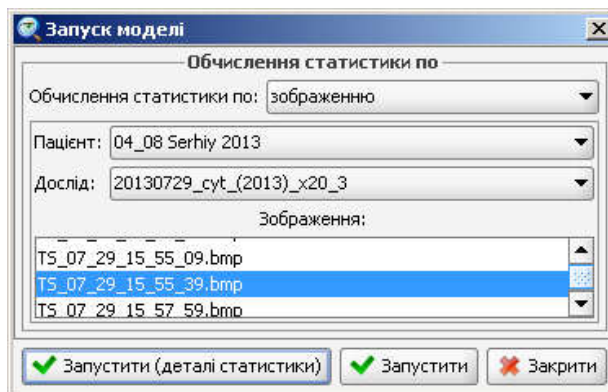 Запуск моделі
Обчислення статистики по
Обчислення статистики по: зображенню
Пацієнт: 04_08 Serhiy 2013
Дослід: 20130729_cyt_(2013)_x20_3
Зображення:
TS_07_29_15_55_09.bmp
TS_07_29_15_55_39.bmp
TS_07_29_15_57_59.bmp
Запустити (деталі статистики) Запустити Закрити